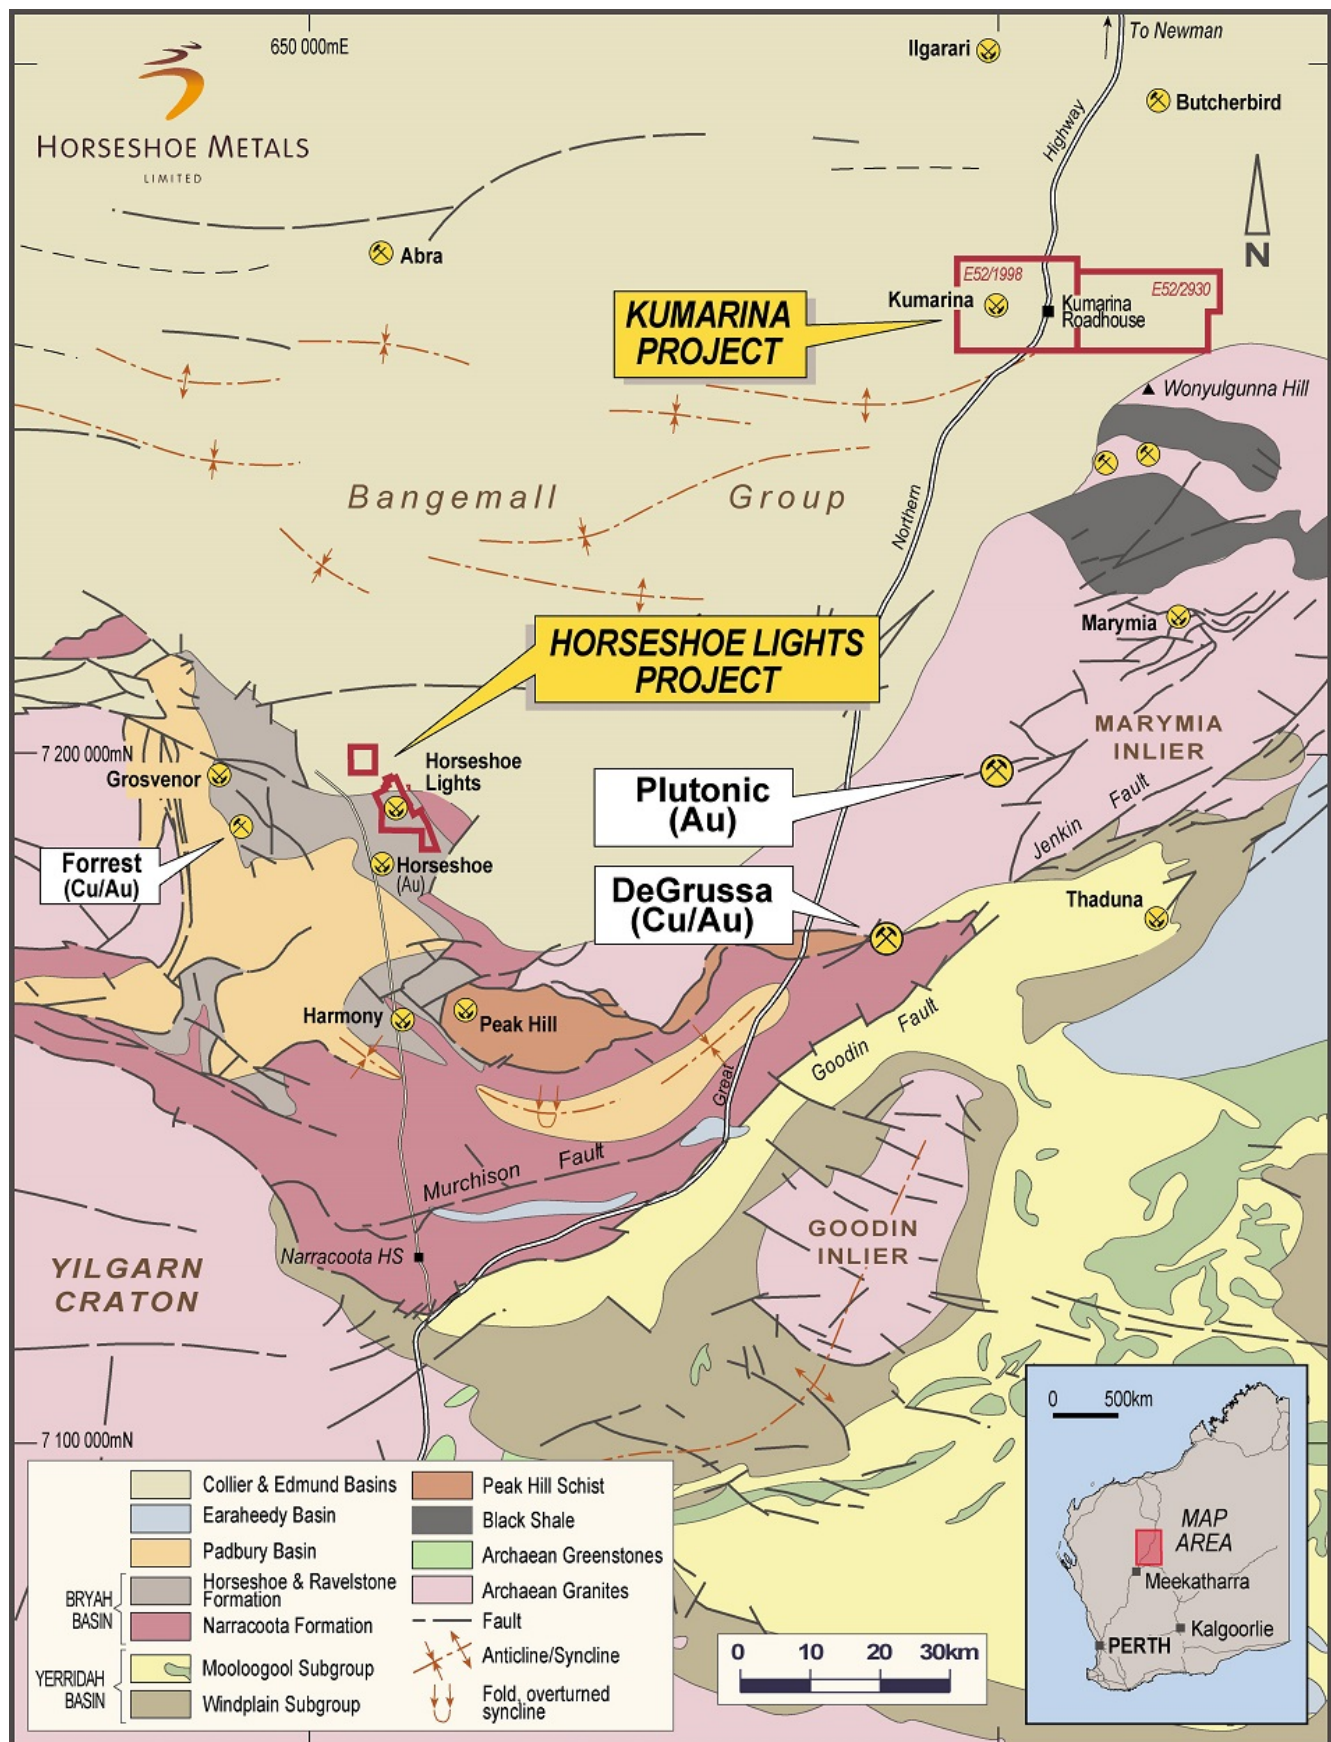 650 000mE
To Newman
Ilgarari
Butcherbird
HORSESHOE METALS
LIMITED
Highway
N
Abra
E52/1998
E52/2930
Kumarina
Kumarina
Roadhouse
KUMARINA
PROJECT
Wonyulgunna Hill
Bangemall Group
Northern
HORSESHOE LIGHTS
PROJECT
Marymia
MARYMIA
INLIER
7 200 000mN
Grosvenor
Horseshoe
Lights
Plutonic
(Au)
Jenkin Fault
Forrest
(Cu/Au)
Horseshoe
(Au)
DeGrussa
(Cu/Au)
Thaduna
Harmony
Peak Hill
Goodin Fault
Great
Murchison Fault
GOODIN
INLIER
Narracoota HS
YILGARN
CRATON
7 100 000mN
Collier & Edmund Basins
Earaheedy Basin
Padbury Basin
BRYAH
BASIN
Horseshoe & Ravelstone
Formation
Narracoota Formation
YERRIDAH
BASIN
Mooloogool Subgroup
Windplain Subgroup
Peak Hill Schist
Black Shale
Archaean Greenstones
Archaean Granites
Fault
Anticline/Syncline
Fold, overturned
syncline
0 10 20 30km
0 500km
MAP
AREA
Meekatharra
Kalgoorlie
PERTH